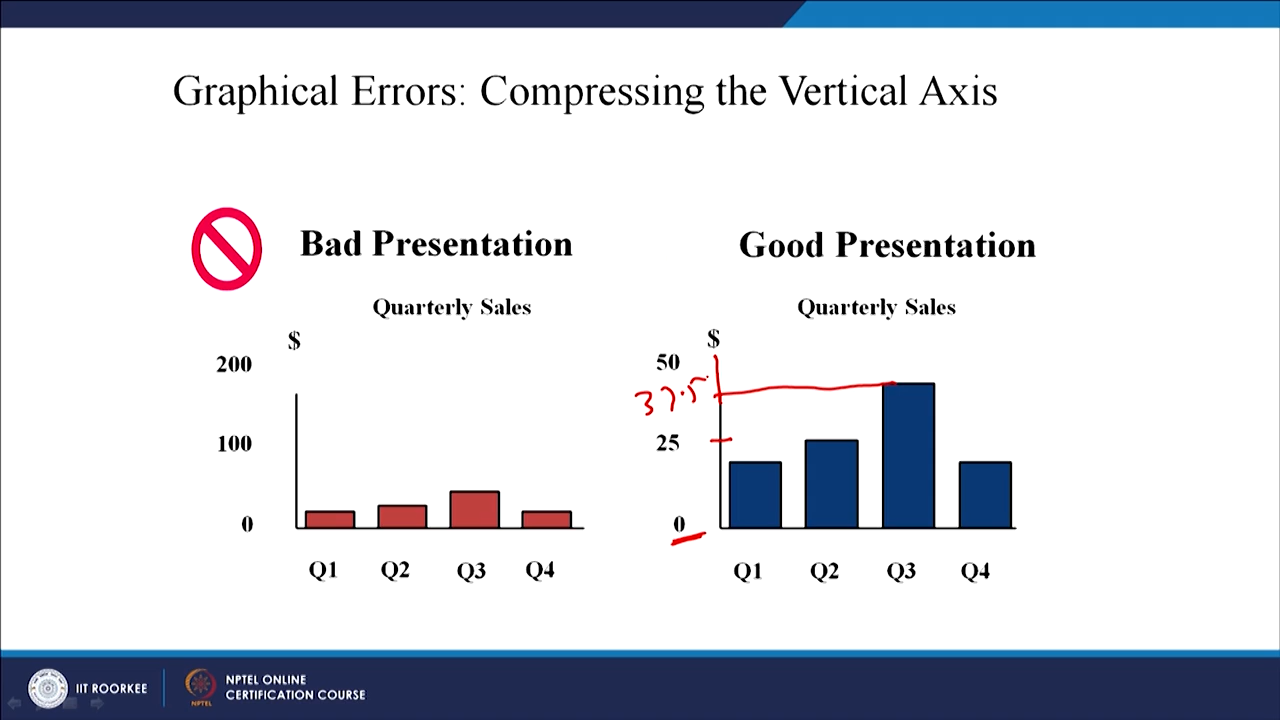 Graphical Errors: Compressing the Vertical Axis
Bad Presentation
Quarterly Sales
$
200
100
0
Q1 Q2 Q3 Q4
Good Presentation
Quarterly Sales
$
50
37.5
25
0
Q1 Q2 Q3 Q4
IIT ROORKEE
NPTEL
NPTEL ONLINE
CERTIFICATION COURSE